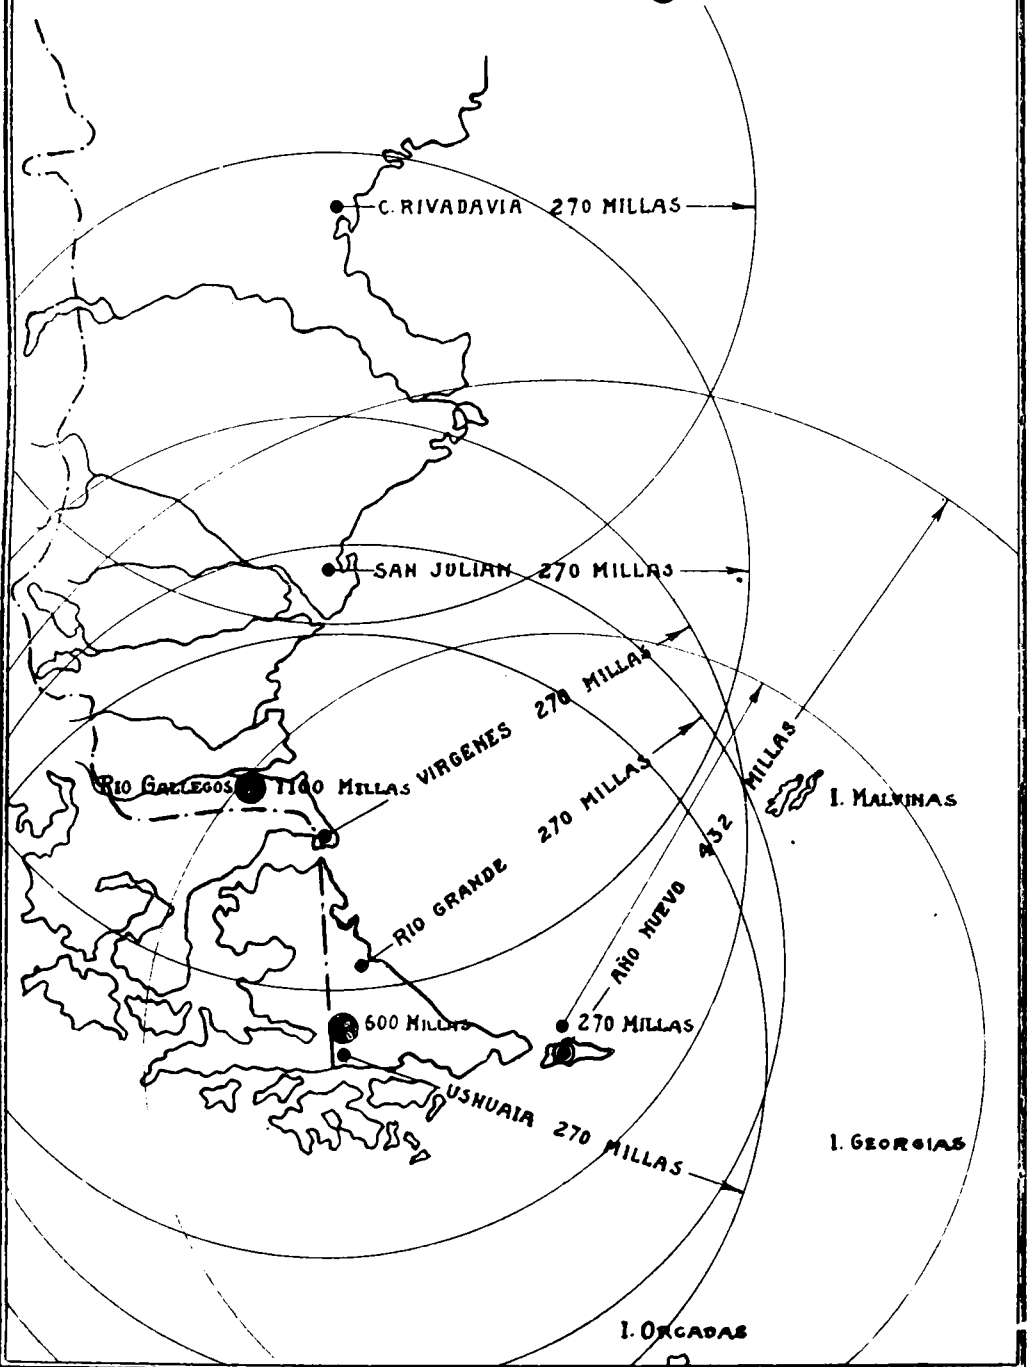 C. RIVADAVIA 270 MILLAS
SAN JULIAN 270 MILLAS
VIRGENES 270 MILLAS
RIO GALLEGOS 1100 MILLAS
RIO GRANDE 270 MILLAS
432 MILLAS
I. MALVINAS
AÑO NUEVO
270 MILLAS
600 MILLAS
USHUAIA 270 MILLAS
I. GEORGIAS
I. ORCADAS